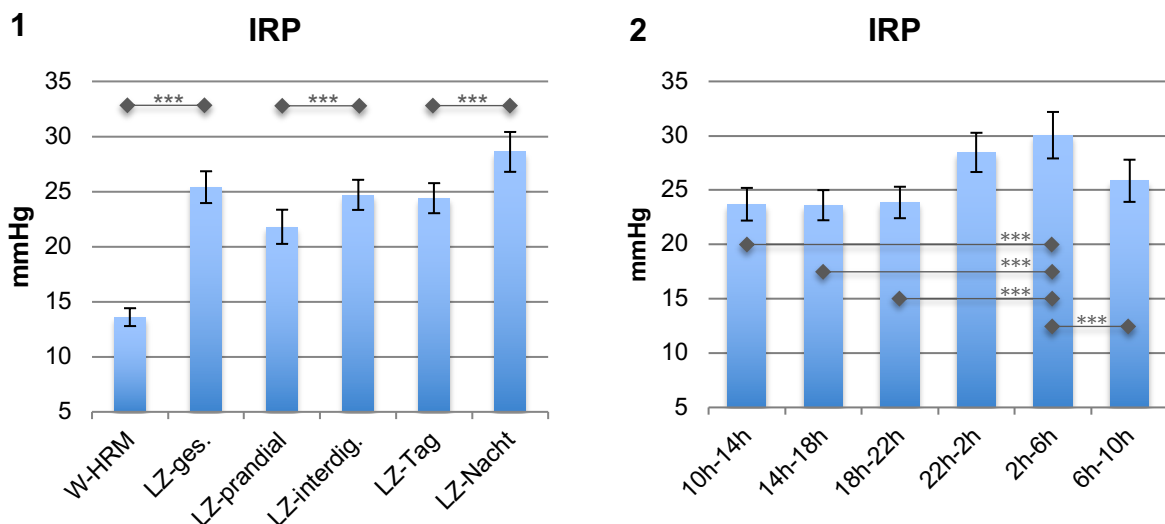 1
IRP
35
30
25
20
15
10
5
mmHg
*** *** ***
W-HRM
LZ-ges.
LZ-prandial
LZ-interdig.
LZ-Tag
LZ-Nacht
2
IRP
35
30
25
20
15
10
5
mmHg
***
***
***
***
10h-14h
14h-18h
18h-22h
22h-2h
2h-6h
6h-10h